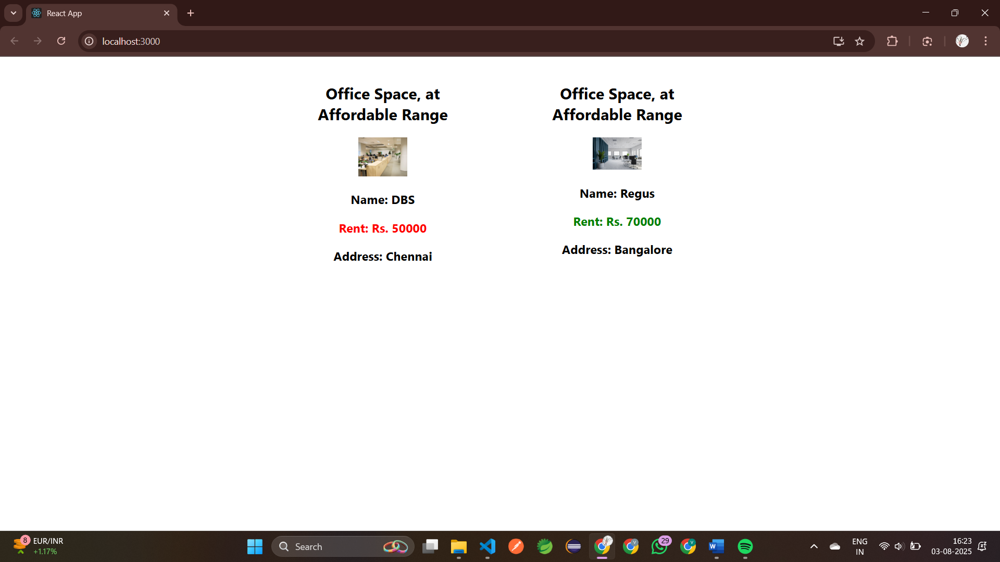 React App
localhost:3000
Office Space, at
Affordable Range
Name: DBS
Rent: Rs. 50000
Address: Chennai
Office Space, at
Affordable Range
Name: Regus
Rent: Rs. 70000
Address: Bangalore
8
EUR/INR
+1.17%
Search
V
29
V
W
ENG
IN
16:23
03-08-2025